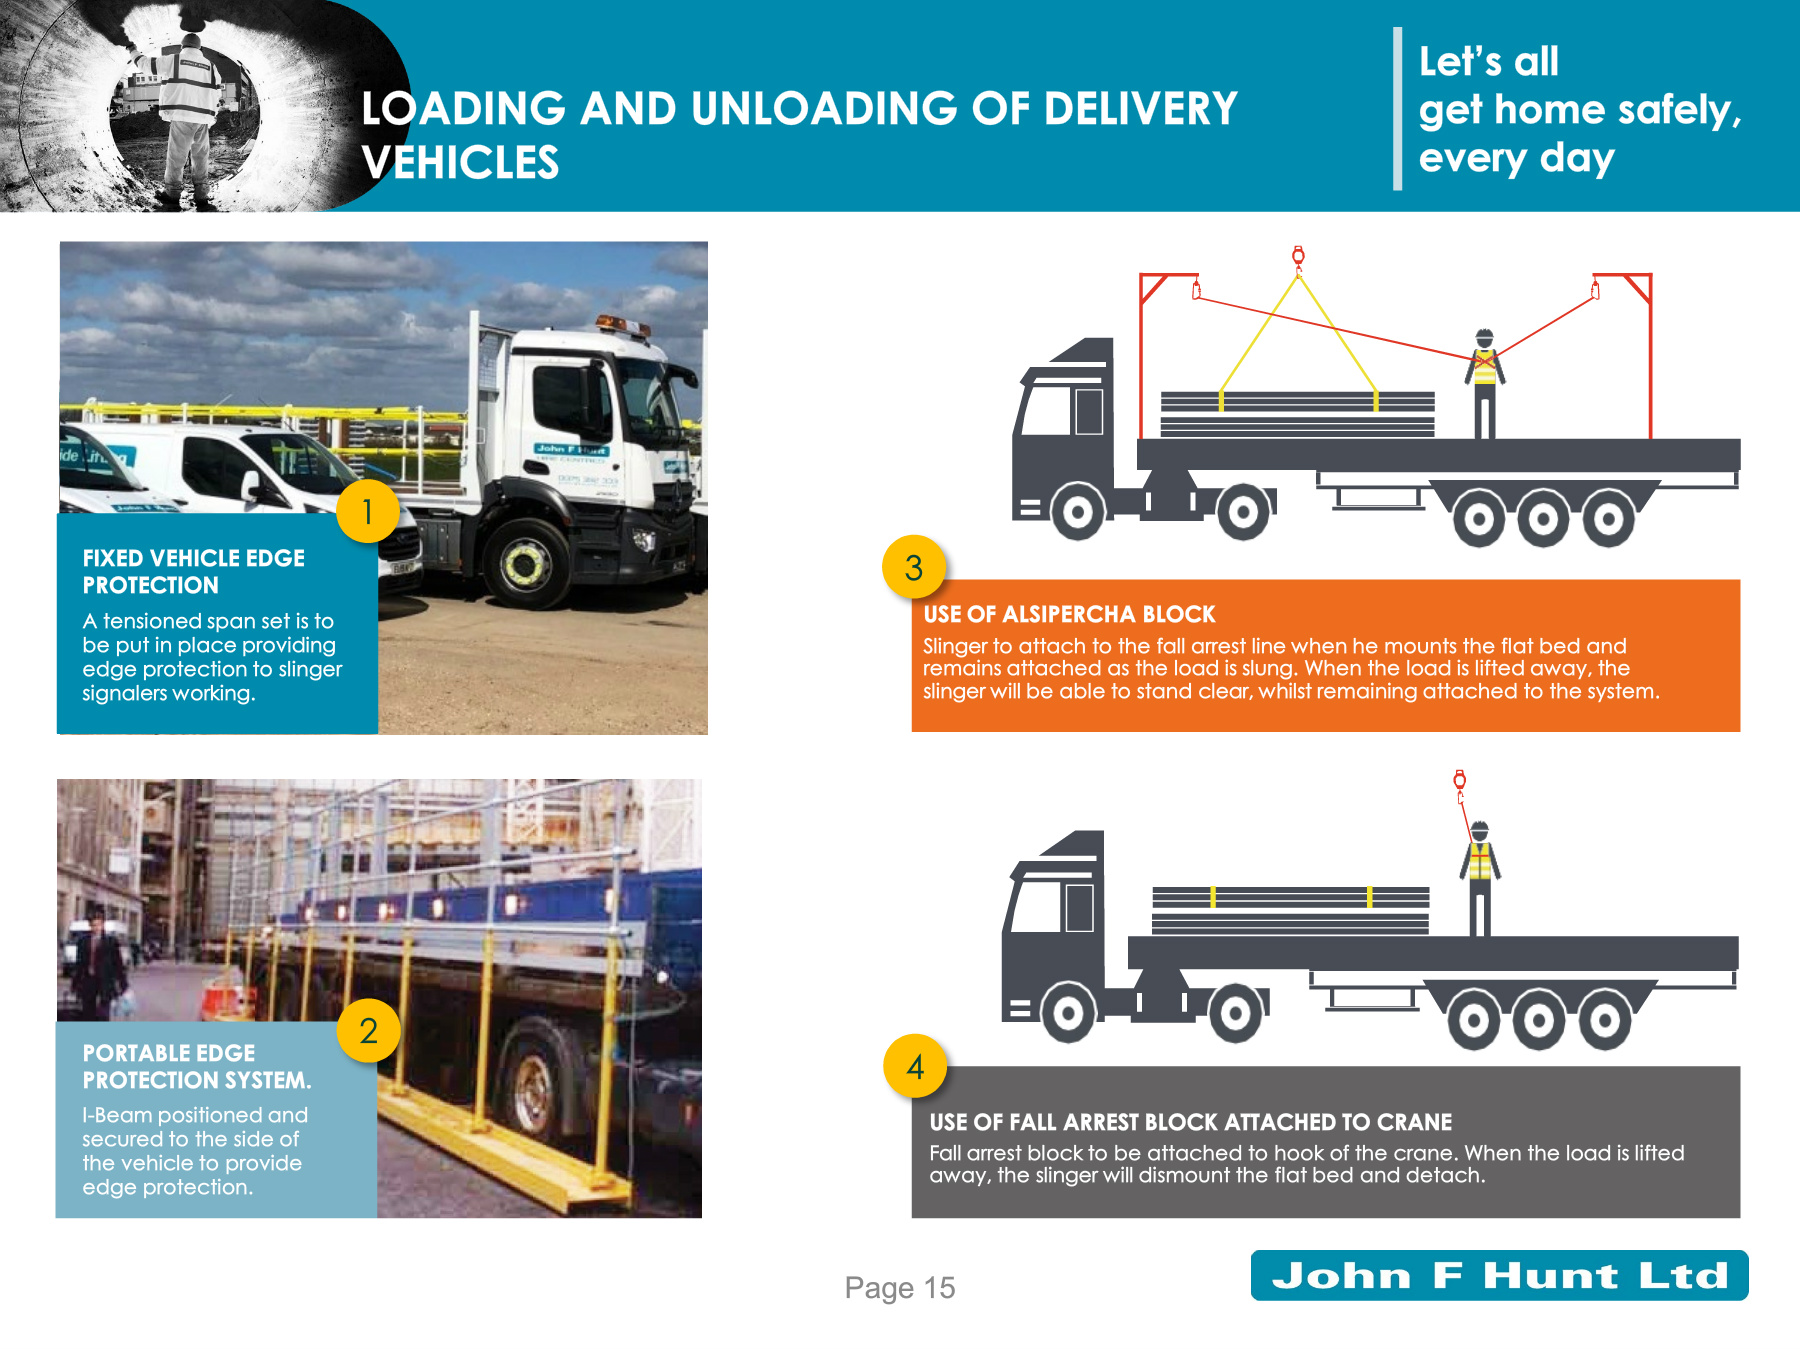 LOADING AND UNLOADING OF DELIVERY
VEHICLES
Let's all
get home safely,
every day
John F Hunt
1
FIXED VEHICLE EDGE
PROTECTION
A tensioned span set is to
be put in place providing
edge protection to slinger
signalers working.
2
PORTABLE EDGE
PROTECTION SYSTEM.
I-Beam positioned and
secured to the side of
the vehicle to provide
edge protection.
3
USE OF ALSIPERCHA BLOCK
Slinger to attach to the fall arrest line when he mounts the flat bed and
remains attached as the load is slung. When the load is lifted away, the
slinger will be able to stand clear, whilst remaining attached to the system.
4
USE OF FALL ARREST BLOCK ATTACHED TO CRANE
Fall arrest block to be attached to hook of the crane. When the load is lifted
away, the slinger will dismount the flat bed and detach.
Page 15
John F Hunt Ltd